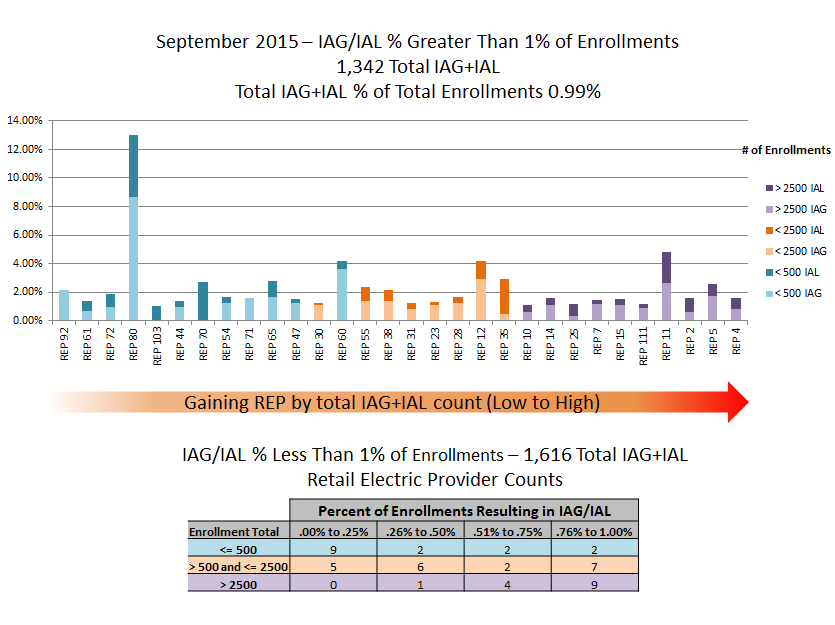 September 2015 – IAG/IAL % Greater Than 1% of Enrollments
1,342 Total IAG+IAL
Total IAG+IAL % of Total Enrollments 0.99%
14.00%
12.00%
10.00%
8.00%
6.00%
4.00%
2.00%
0.00%
# of Enrollments
> 2500 IAL
> 2500 IAG
< 2500 IAL
< 2500 IAG
< 500 IAL
< 500 IAG
REP 92
REP 61
REP 72
REP 80
REP 103
REP 44
REP 70
REP 54
REP 71
REP 65
REP 47
REP 30
REP 60
REP 55
REP 38
REP 31
REP 23
REP 28
REP 12
REP 35
REP 10
REP 14
REP 25
REP 7
REP 15
REP 111
REP 11
REP 2
REP 5
REP 4
Gaining REP by total IAG+IAL count (Low to High)
IAG/IAL % Less Than 1% of Enrollments – 1,616 Total IAG+IAL
Retail Electric Provider Counts
Percent of Enrollments Resulting in IAG/IAL
Enrollment Total .00% to .25% .26% to .50% .51% to .75% .76% to 1.00%
<= 500 9 2 2 2
> 500 and <= 2500 5 6 2 7
> 2500 0 1 4 9